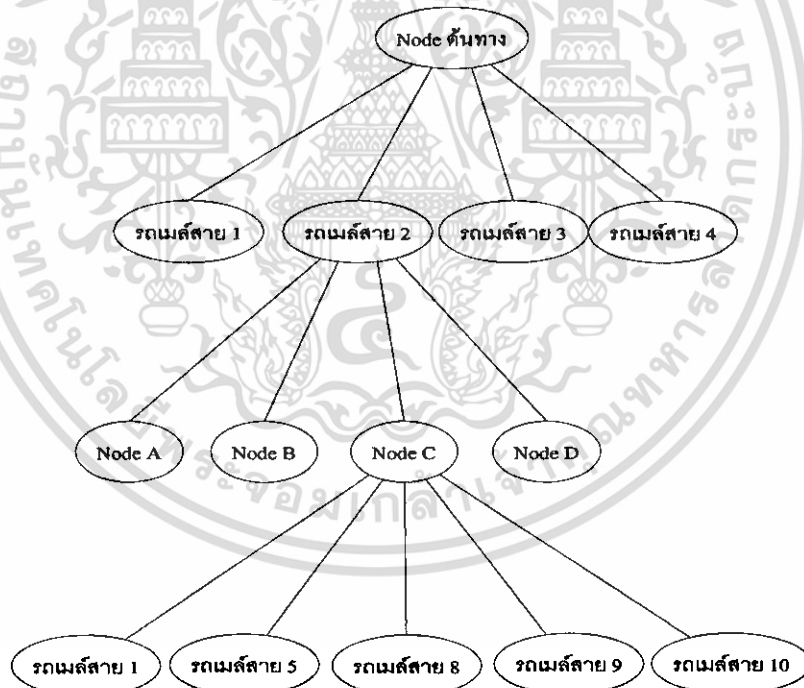 Node ต้นทาง
รถเมล์สาย 1
รถเมล์สาย 2
รถเมล์สาย 3
รถเมล์สาย 4
Node A
Node B
Node C
Node D
รถเมล์สาย 1
รถเมล์สาย 5
รถเมล์สาย 8
รถเมล์สาย 9
รถเมล์สาย 10